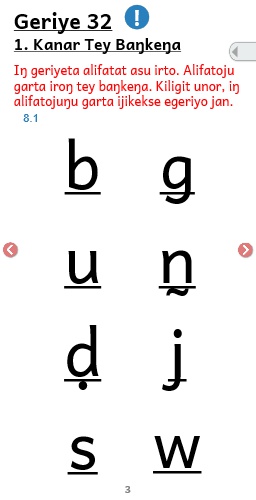 Geriye 32 !
1. Kanar Tey Baŋkeŋa
Iŋ geriyeta alifatat asu irto. Alifatoju
garta iroŋ tey baŋkeŋa. Kiligit unor, iŋ
alifatojuŋu garta ijikekse egeriyo jan.
8.1
b g
u ñ
ḍ j
s w
3